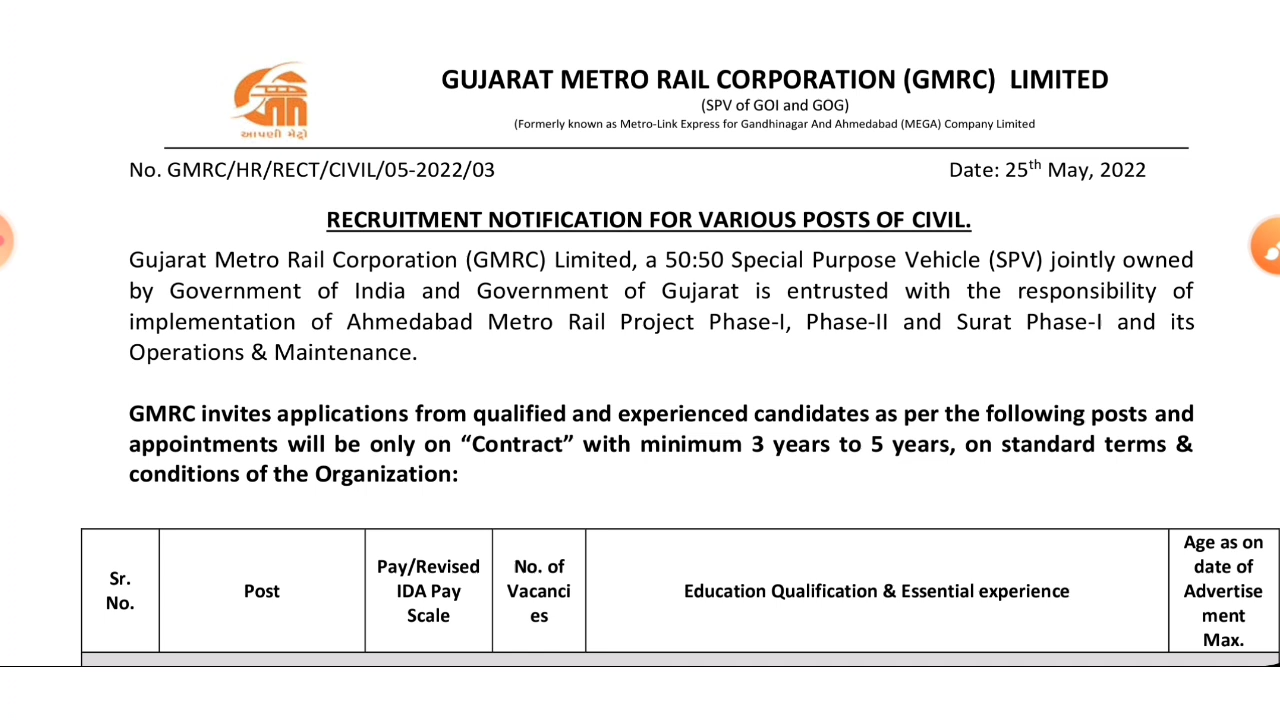 આપણી મેટ્રો
GUJARAT METRO RAIL CORPORATION (GMRC) LIMITED
(SPV of GOI and GOG)
(Formerly known as Metro-Link Express for Gandhinagar And Ahmedabad (MEGA) Company Limited
No. GMRC/HR/RECT/CIVIL/05-2022/03 Date: 25th May, 2022
RECRUITMENT NOTIFICATION FOR VARIOUS POSTS OF CIVIL.
Gujarat Metro Rail Corporation (GMRC) Limited, a 50:50 Special Purpose Vehicle (SPV) jointly owned
by Government of India and Government of Gujarat is entrusted with the responsibility of
implementation of Ahmedabad Metro Rail Project Phase-I, Phase-II and Surat Phase-I and its
Operations & Maintenance.
GMRC invites applications from qualified and experienced candidates as per the following posts and
appointments will be only on “Contract” with minimum 3 years to 5 years, on standard terms &
conditions of the Organization:
Sr.
No.
Post
Pay/Revised
IDA Pay
Scale
No. of
Vacanci
es
Education Qualification & Essential experience
Age as on
date of
Advertise
ment
Max.